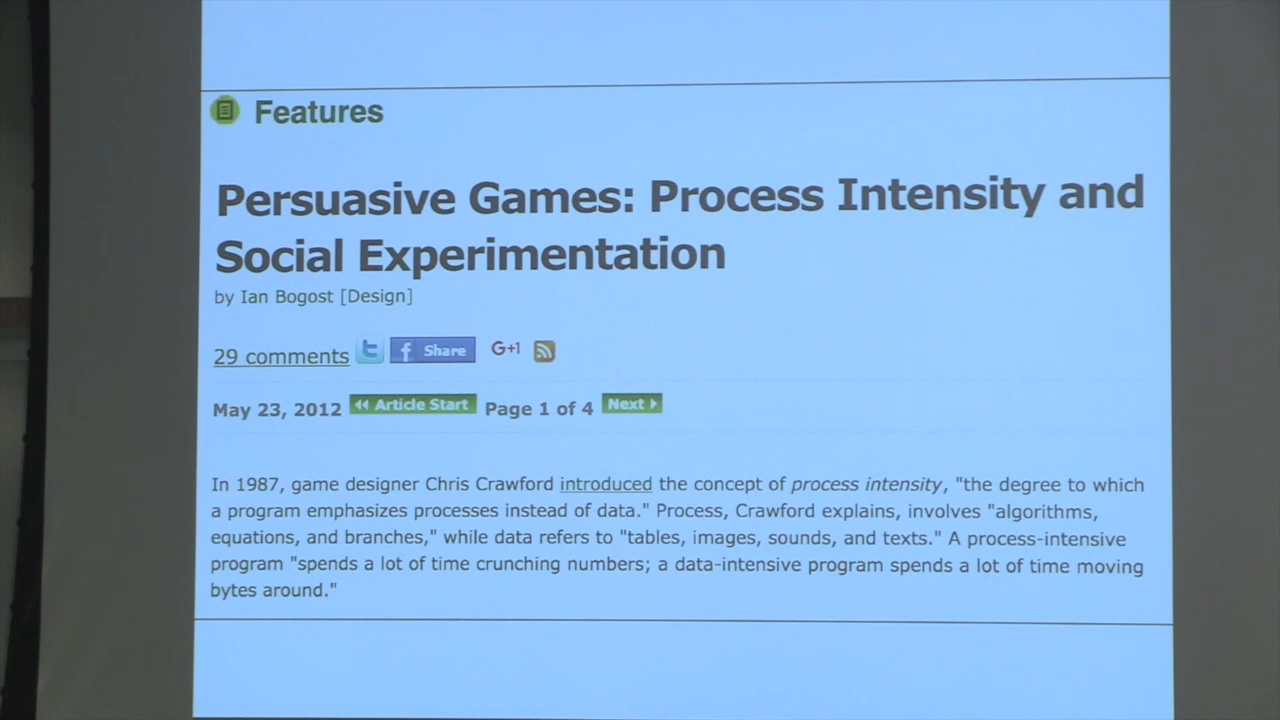 Features
Persuasive Games: Process Intensity and
Social Experimentation
by Ian Bogost [Design]
29 comments Share G+1
May 23, 2012 Article Start Page 1 of 4 Next
In 1987, game designer Chris Crawford introduced the concept of process intensity, "the degree to which
a program emphasizes processes instead of data." Process, Crawford explains, involves "algorithms,
equations, and branches," while data refers to "tables, images, sounds, and texts." A process-intensive
program "spends a lot of time crunching numbers; a data-intensive program spends a lot of time moving
bytes around."